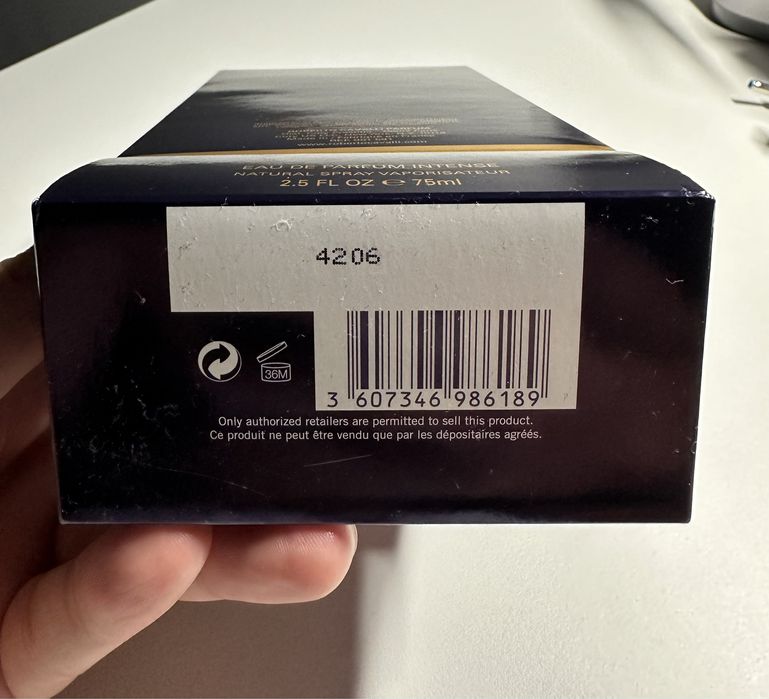 EAU DE PARFUM INTENSE
NATURAL SPRAY VAPORISATEUR
2.5 FL OZ ℮ 75ml
4206
36M
3 607346 986189
Only authorized retailers are permitted to sell this product.
Ce produit ne peut être vendu que par les dépositaires agréés.